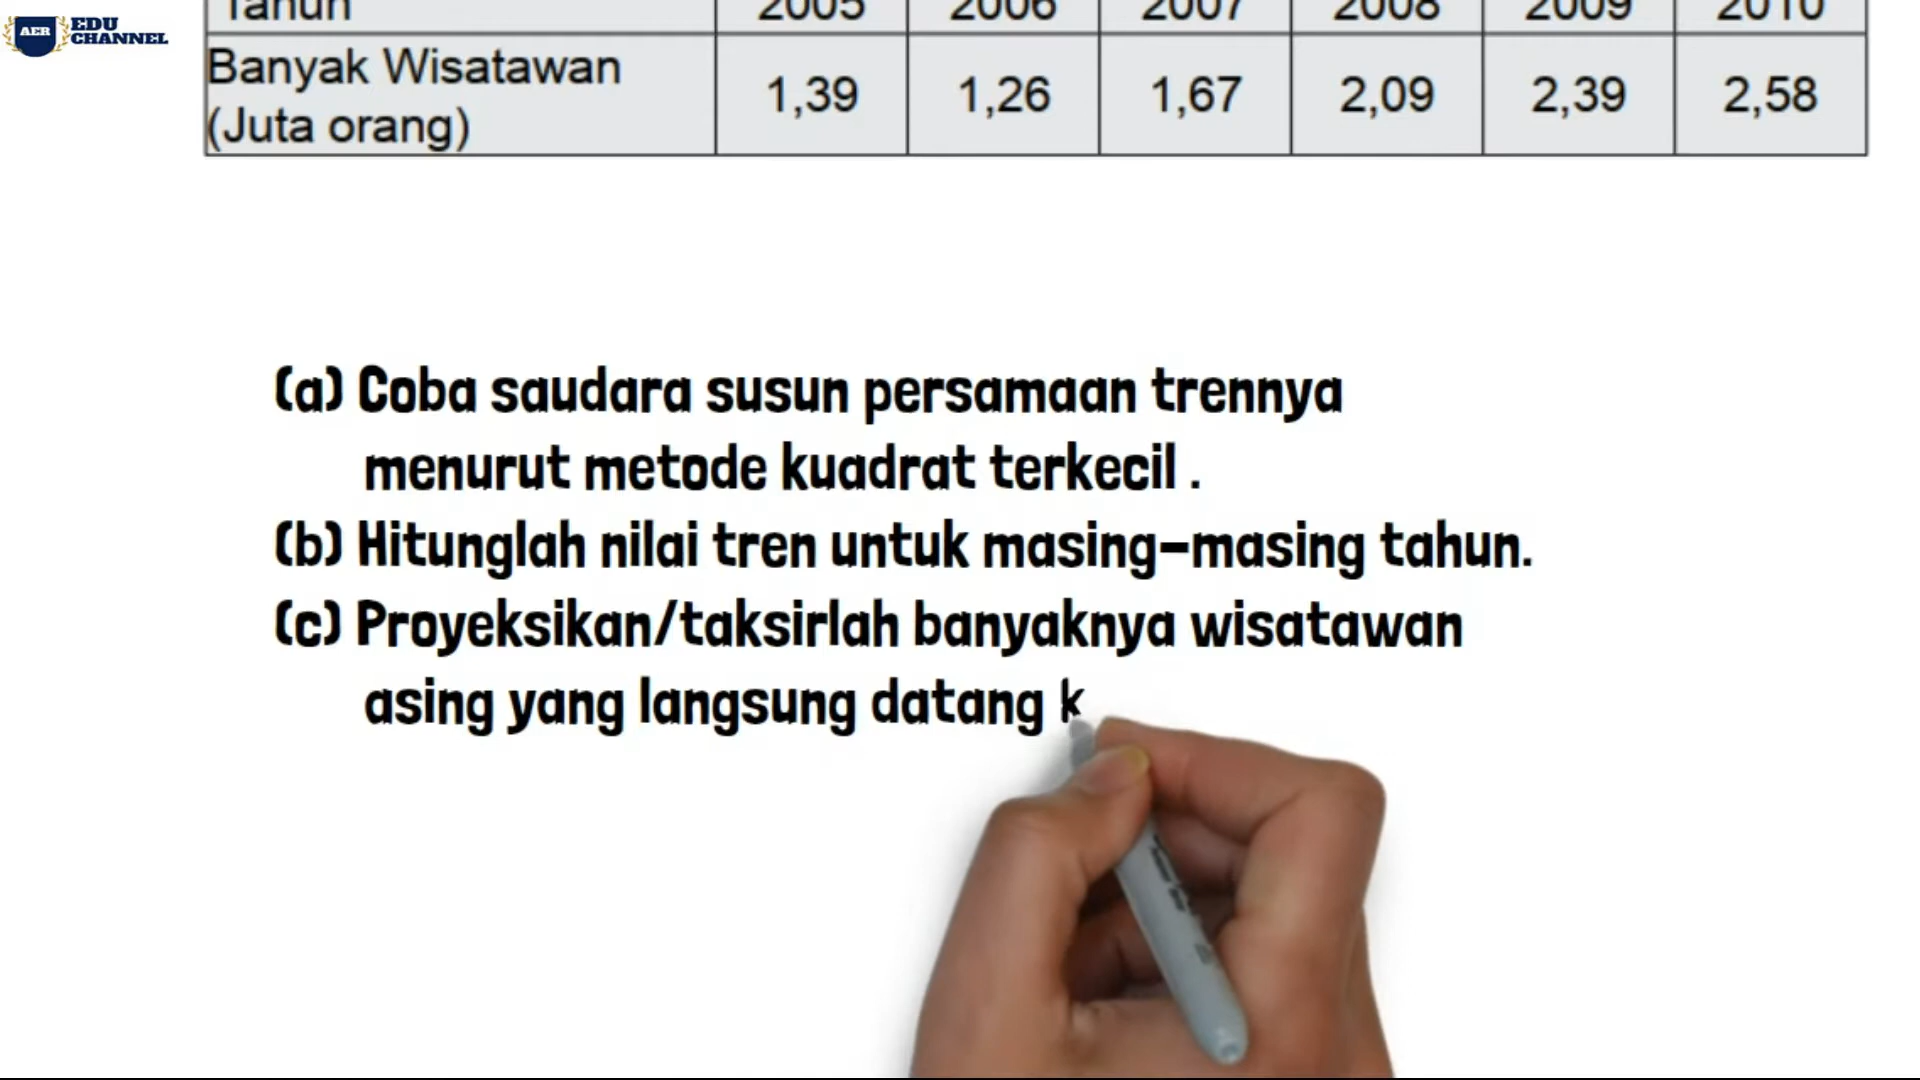 AER EDU
CHANNEL
Tahun 2005 2006 2007 2008 2009 2010
Banyak Wisatawan
(Juta orang) 1,39 1,26 1,67 2,09 2,39 2,58
(a) Coba saudara susun persamaan trennya
menurut metode kuadrat terkecil .
(b) Hitunglah nilai tren untuk masing-masing tahun.
(c) Proyeksikan/taksirlah banyaknya wisatawan
asing yang langsung datang k